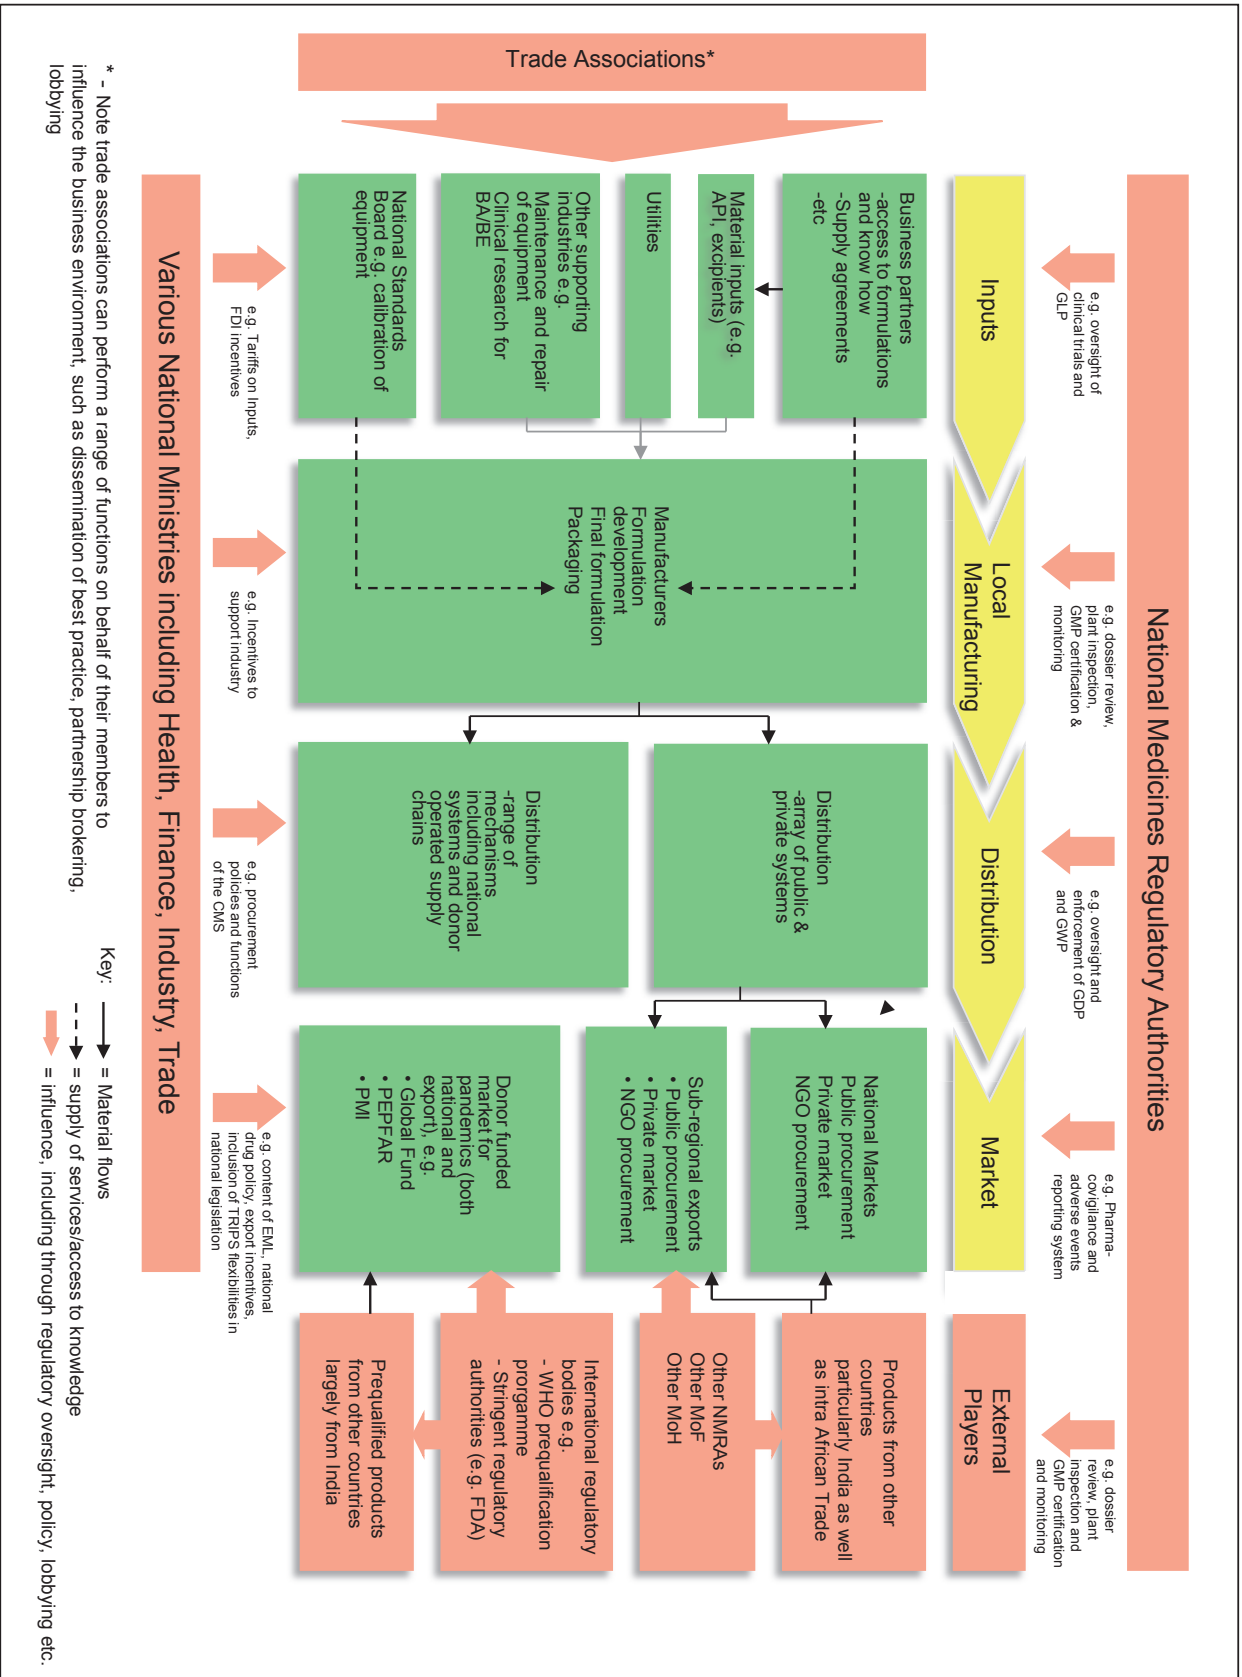 National Medicines Regulatory Authorities
e.g. oversight of
clinical trials and
GLP
e.g. dossier review,
plant inspection,
GMP certification &
monitoring
e.g. oversight and
enforcement of GDP
and GWP
e.g. Pharma-
covigilance and
adverse events
reporting system
e.g. dossier
review, plant
inspection and
GMP certification
and monitoring
Inputs
Local
Manufacturing
Distribution
Market
External
Players
Trade Associations*
Business partners
-access to formulations
and know how
-Supply agreements
-etc
Material inputs (e.g.
API, excipients)
Utilities
Other supporting
industries e.g.
Maintenance and repair
of equipment
Clinical research for
BA/BE
National Standards
Board e.g. calibration of
equipment
Manufacturers
Formulation
development
Final formulation
Packaging
Distribution
-array of public &
private systems
Distribution
-range of
mechanisms
including national
systems and donor
operated supply
chains
National Markets
Public procurement
Private market
NGO procurement
Sub-regional exports
• Public procurement
• Private market
• NGO procurement
Donor funded
market for
pandemics (both
national and
export), e.g.
• Global Fund
• PEPFAR
• PMI
Products from other
countries
particularly India as well
as intra African Trade
Other NMRAs
Other MoF
Other MoH
International regulatory
bodies e.g.
- WHO prequalification
prorgamme
- Stringent regulatory
authorities (e.g. FDA)
Prequalified products
from other countries
largely from India
e.g. Tariffs on Inputs,
FDI incentives
e.g. Incentives to
support industry
e.g. procurement
policies and functions
of the CMS
e.g. content of EML, national
drug policy, export incentives,
inclusion of TRIPS flexibilities in
national legislation
Various National Ministries including Health, Finance, Industry, Trade
* - Note trade associations can perform a range of functions on behalf of their members to
influence the business environment, such as dissemination of best practice, partnership brokering,
lobbying
Key:
= Material flows
= supply of services/access to knowledge
= influence, including through regulatory oversight, policy, lobbying etc.